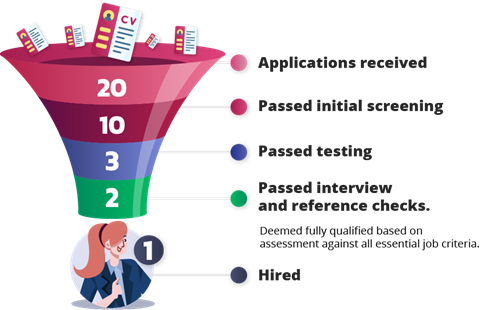 CV
Applications received
20
Passed initial screening
10
Passed testing
3
Passed interview
and reference checks.
2
Deemed fully qualified based on
assessment against all essential job criteria.
1
Hired